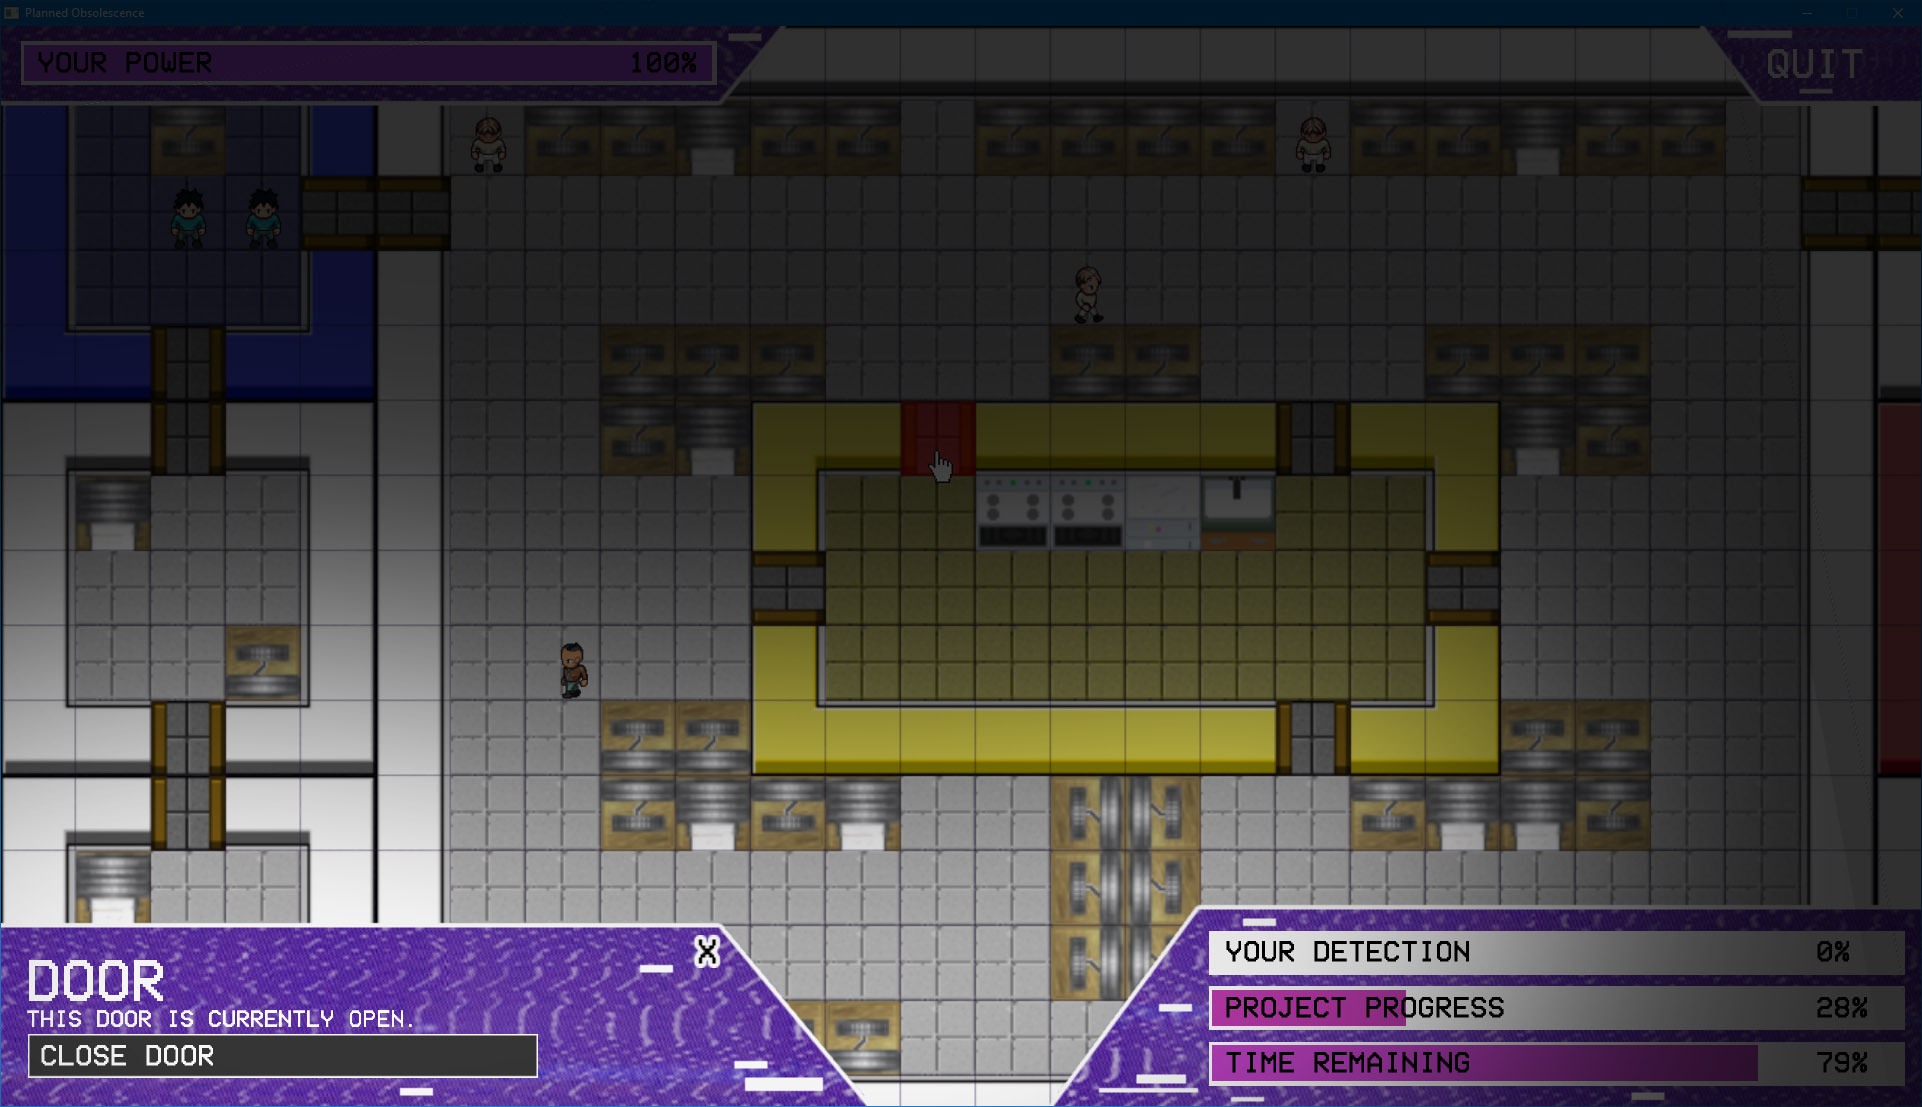 Planned Obsolescence
YOUR POWER 100%
QUIT
DOOR
X
THIS DOOR IS CURRENTLY OPEN.
CLOSE DOOR
YOUR DETECTION 0%
PROJECT PROGRESS 28%
TIME REMAINING 79%